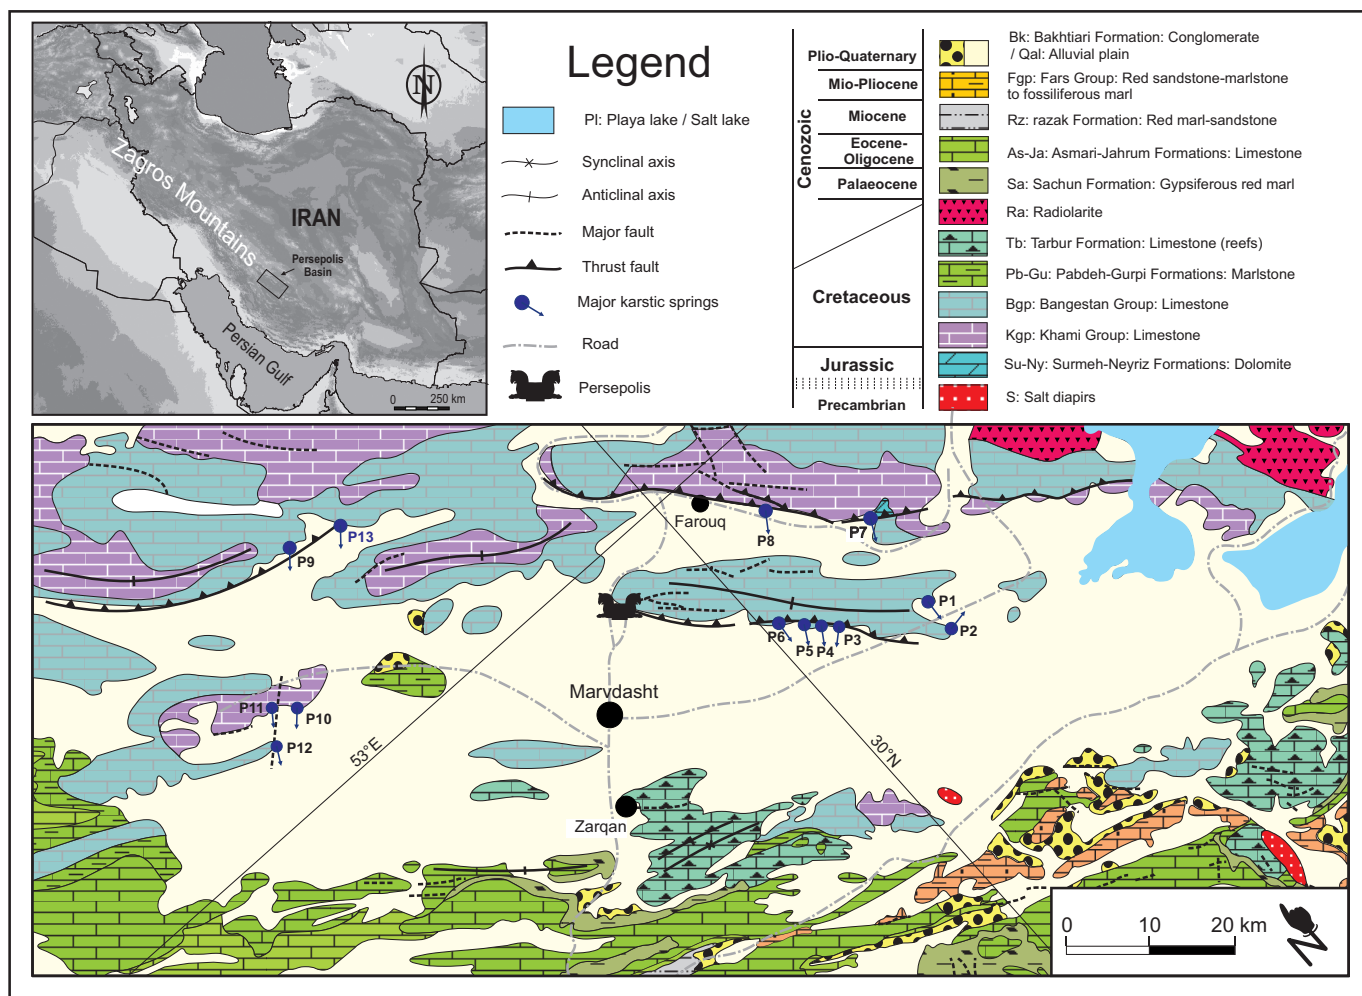 N
Zagros Mountains
IRAN
Persepolis
Basin
Persian Gulf
0 250 km
Legend
Pl: Playa lake / Salt lake
Synclinal axis
Anticlinal axis
Major fault
Thrust fault
Major karstic springs
Road
Persepolis
Cenozoic
Plio-Quaternary
Mio-Pliocene
Miocene
Eocene-
Oligocene
Palaeocene
Cretaceous
Jurassic
Precambrian
Bk: Bakhtiari Formation: Conglomerate
/ Qal: Alluvial plain
Fgp: Fars Group: Red sandstone-marlstone
to fossiliferous marl
Rz: razak Formation: Red marl-sandstone
As-Ja: Asmari-Jahrum Formations: Limestone
Sa: Sachun Formation: Gypsiferous red marl
Ra: Radiolarite
Tb: Tarbur Formation: Limestone (reefs)
Pb-Gu: Pabdeh-Gurpi Formations: Marlstone
Bgp: Bangestan Group: Limestone
Kgp: Khami Group: Limestone
Su-Ny: Surmeh-Neyriz Formations: Dolomite
S: Salt diapirs
Farouq
P8
P7
P13
P9
P1
P2
P6
P5
P4
P3
Marvdasht
P11
P10
P12
53°E
30°N
Zarqan
0 10 20 km
N